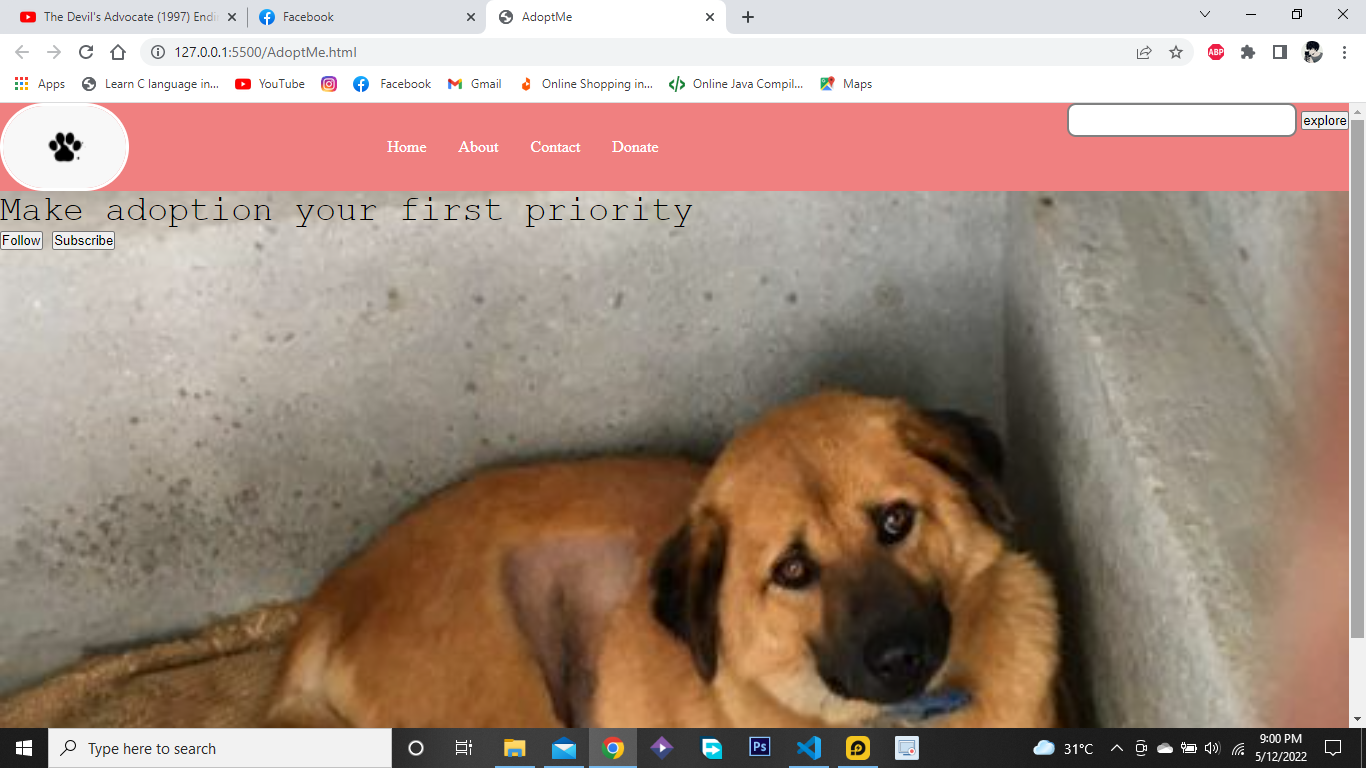 The Devil's Advocate (1997) Endi
Facebook
AdoptMe
127.0.0.1:5500/AdoptMe.html
ABP
Apps
Learn C language in...
YouTube
Facebook
Gmail
Online Shopping in...
Online Java Compil...
Maps
Home About Contact Donate
explore
Make adoption your first priority
Follow Subscribe
Type here to search
Ps
31°C
9:00 PM
5/12/2022